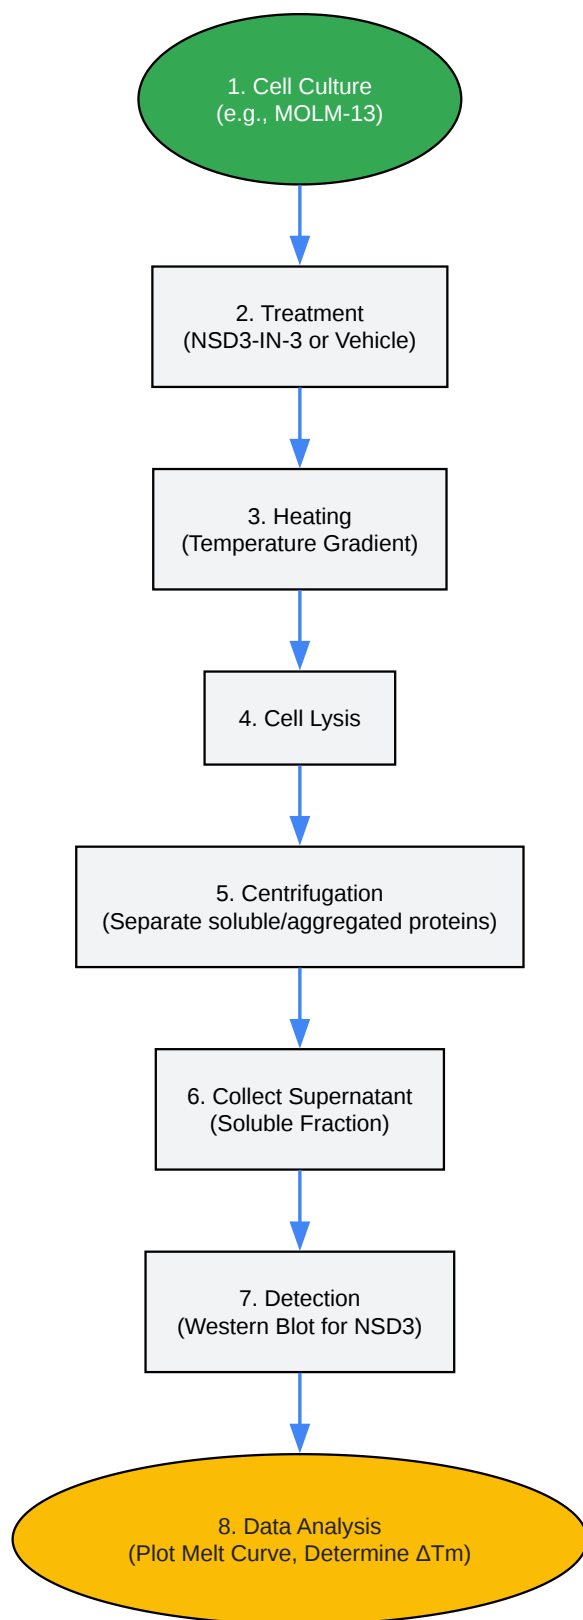 1. Cell Culture
(e.g., MOLM-13)
2. Treatment
(NSD3-IN-3 or Vehicle)
3. Heating
(Temperature Gradient)
4. Cell Lysis
5. Centrifugation
(Separate soluble/aggregated proteins)
6. Collect Supernatant
(Soluble Fraction)
7. Detection
(Western Blot for NSD3)
8. Data Analysis
(Plot Melt Curve, Determine ΔTm)